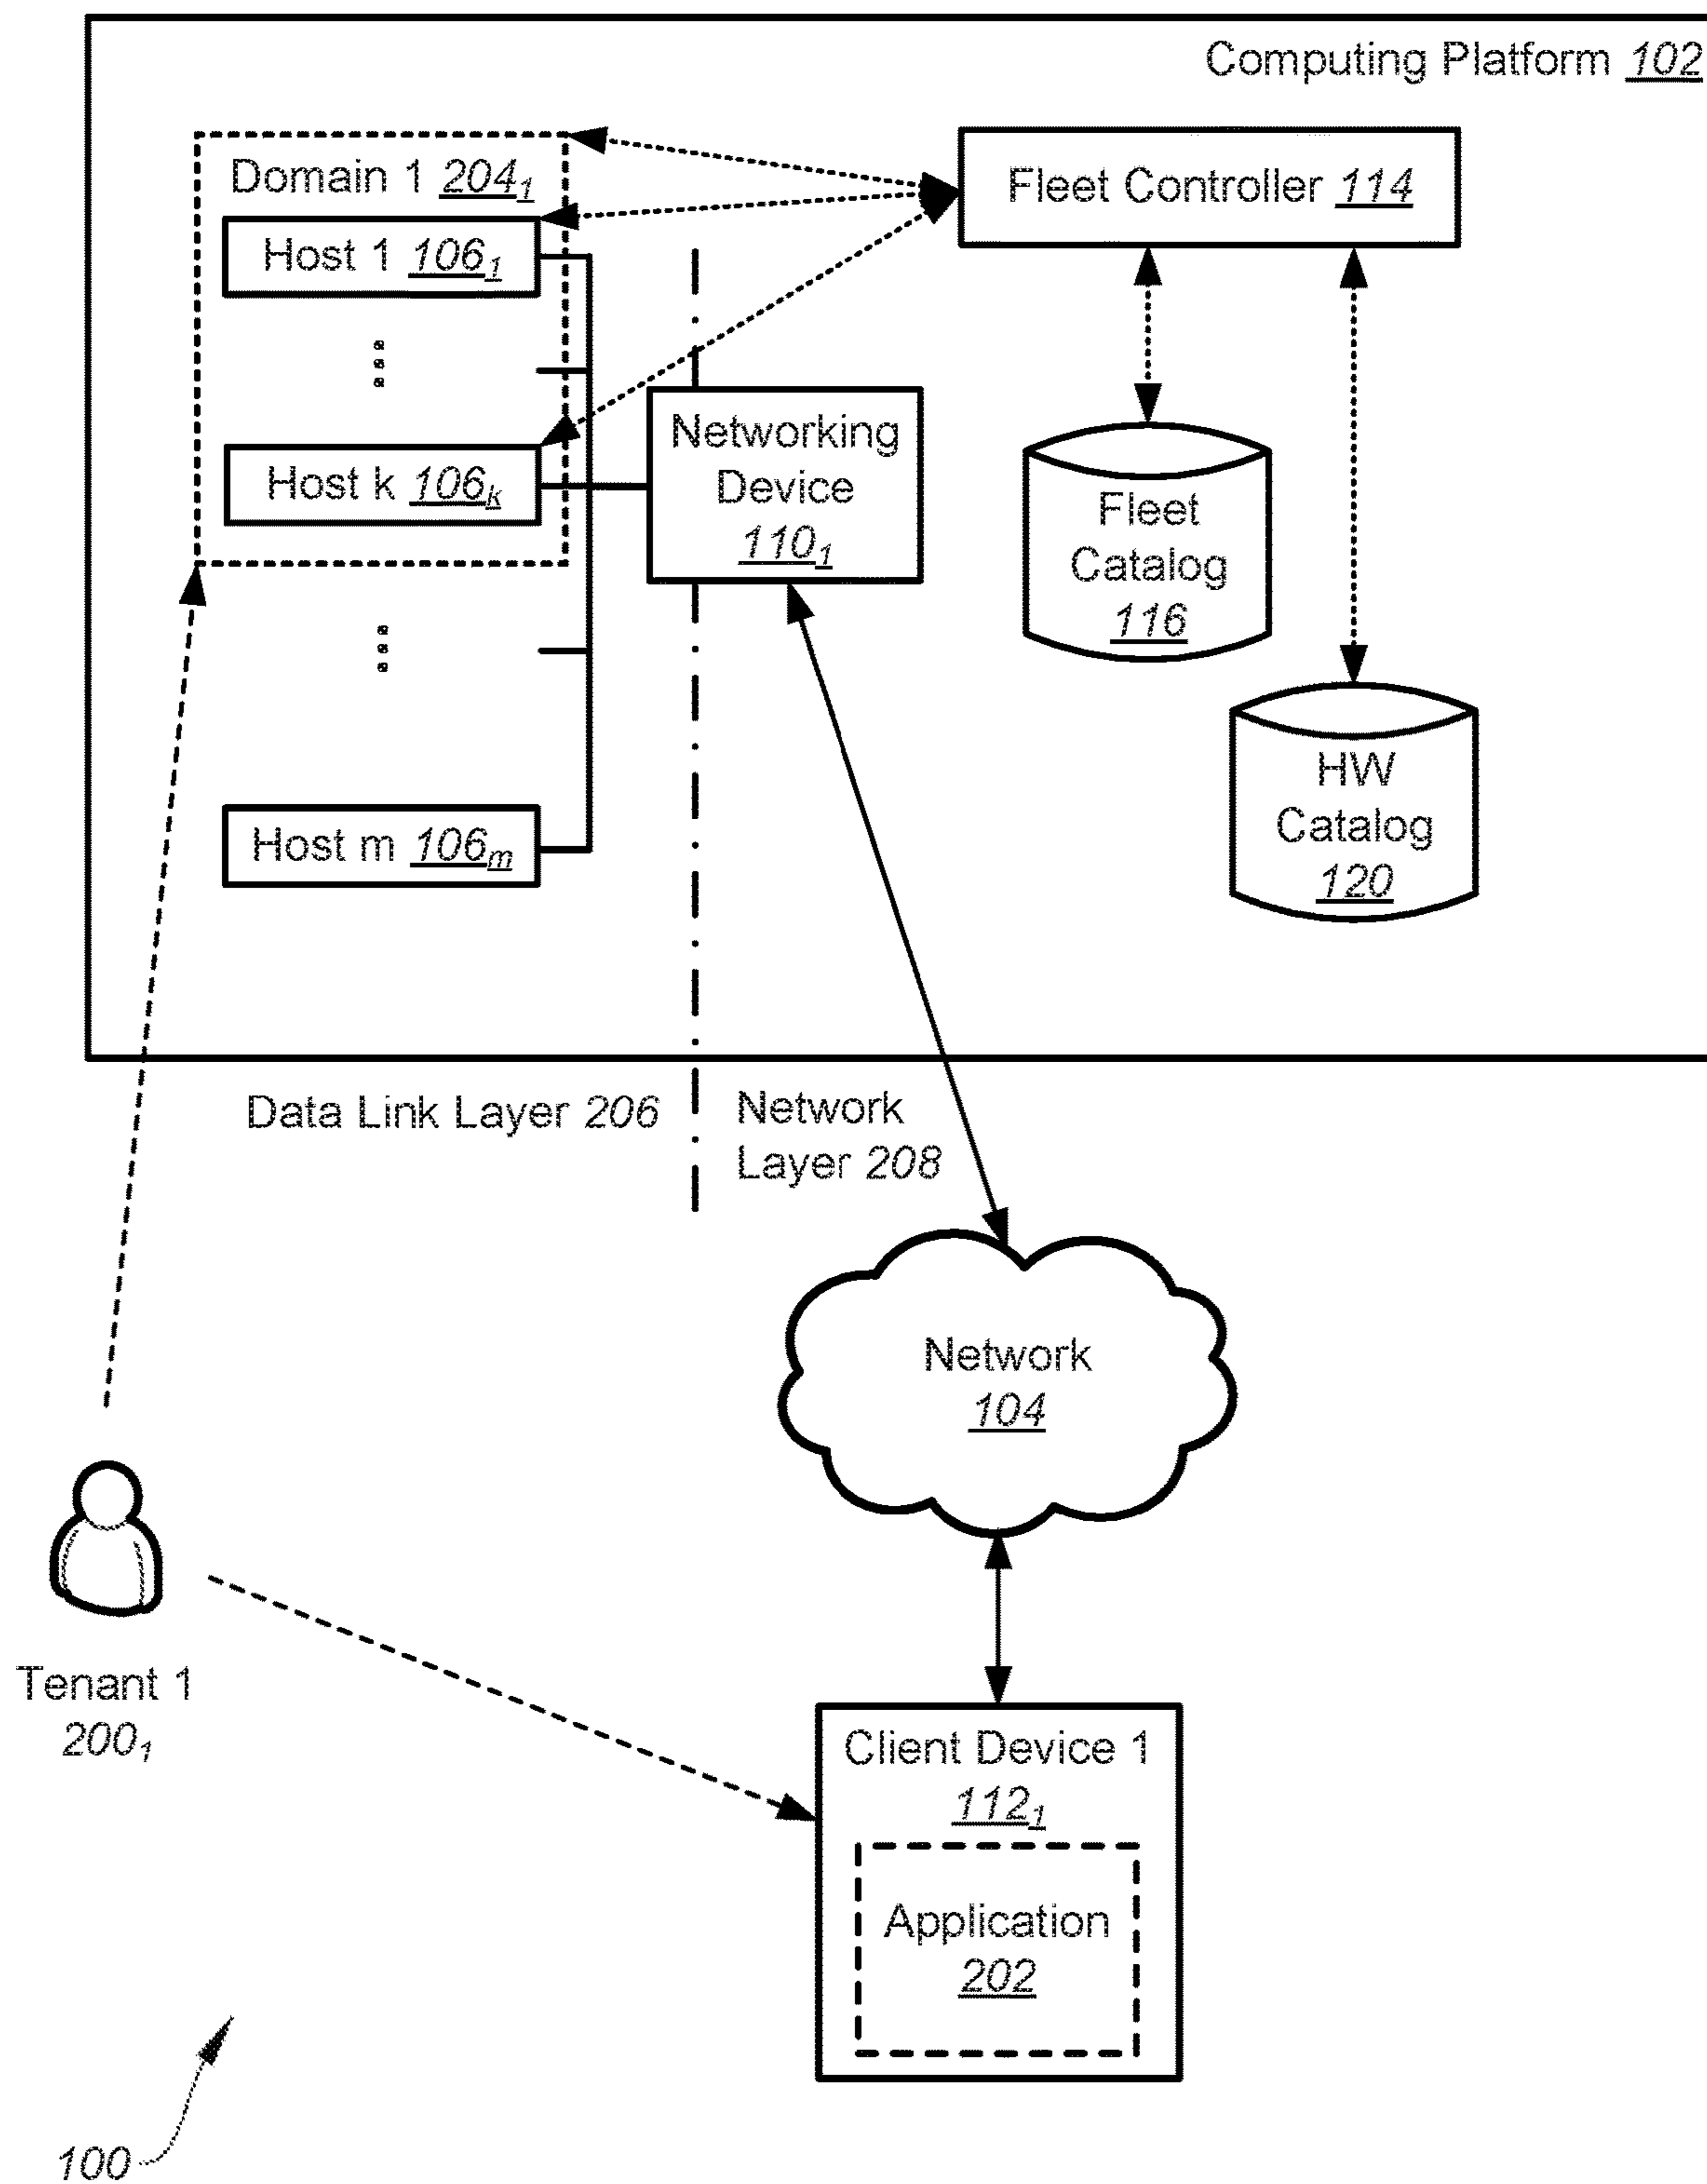 Computing Platform 102
Domain 1 204₁
Fleet Controller 114
Host 1 106₁
Host k 106ₖ
Networking
Device
110₁
Fleet
Catalog
116
HW
Catalog
120
Host m 106ₘ
Data Link Layer 206
Network
Layer 208
Network
104
Tenant 1
200₁
Client Device 1
112₁
Application
202
100